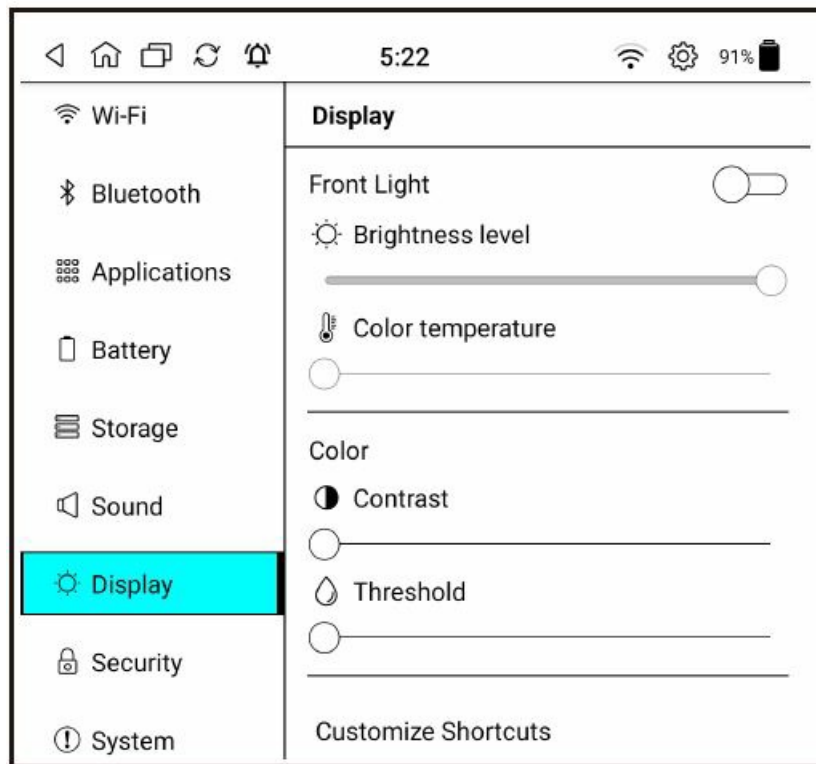 5:22
91%
Wi-Fi
Bluetooth
Applications
Battery
Storage
Sound
Display
Security
System
Display
Front Light
Brightness level
Color temperature
Color
Contrast
Threshold
Customize Shortcuts